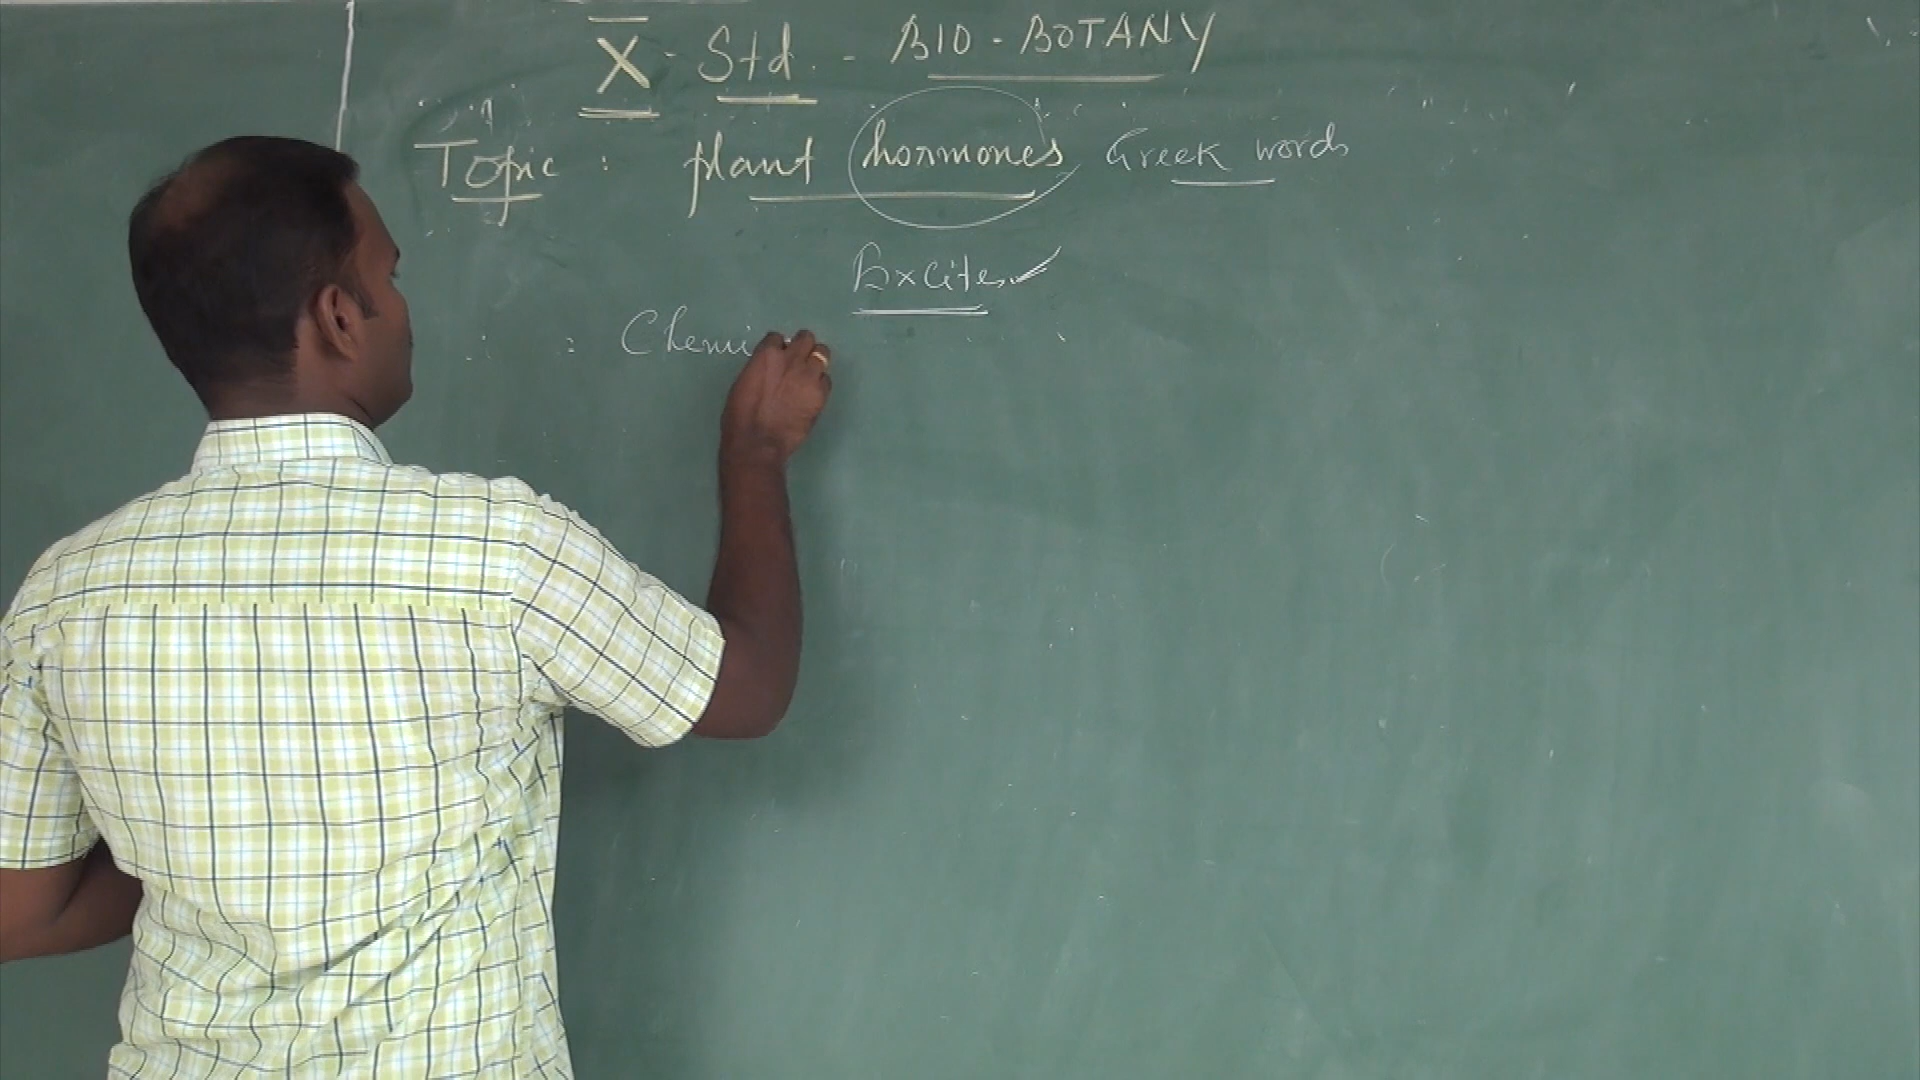 X - Std. - BIO - BOTANY
Topic : plant hormones Greek words
Excites
: Chemi